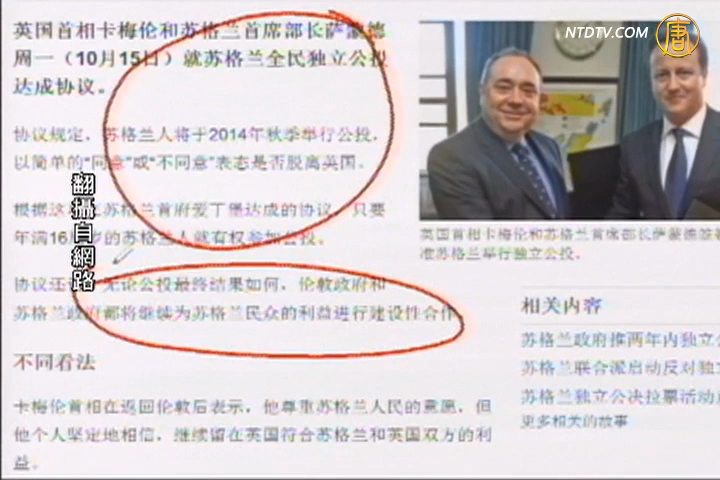 英国首相卡梅伦和苏格兰首席部长萨蒙德
周一（10月15日）就苏格兰全民独立公投
达成协议。
协议规定，苏格兰人将于2014年秋季举行公投，
以简单的“同意”或“不同意”表态是否脱离英国。
根据这 苏格兰首府爱丁堡达成的协议，只要
年满16 岁的苏格兰人就有权参加公投。
协议还 无论公投最终结果如何，伦敦政府和
苏格兰政府都将继续为苏格兰民众的利益进行建设性合作
不同看法
卡梅伦首相在返回伦敦后表示，他尊重苏格兰人民的意愿，但
他个人坚定地相信，继续留在英国符合苏格兰和英国双方的利
益。
翻攝自網路
NTDTV.COM
唐
英国首相卡梅伦和苏格兰首席部长萨蒙德签署
准苏格兰举行独立公投。
相关内容
苏格兰政府推两年内独立公
苏格兰联合派启动反对独立
苏格兰独立公决拉票活动
更多相关的故事